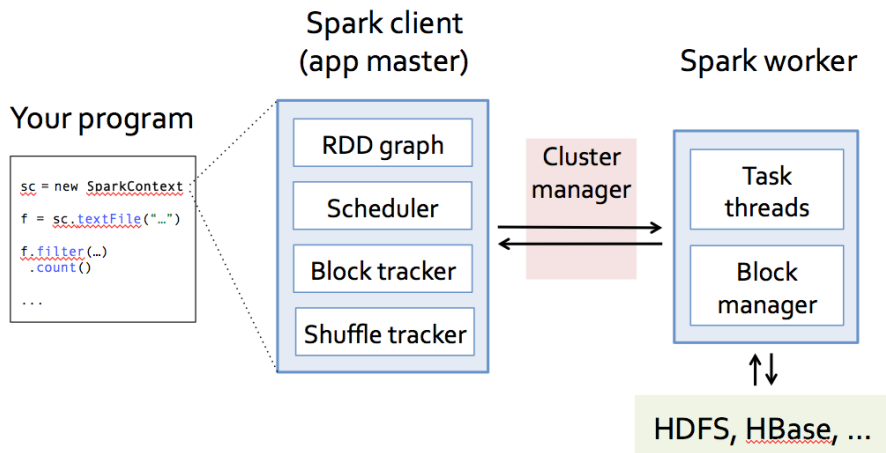 Spark client
(app master)
Spark worker
Your program
sc = new SparkContext
f = sc.textFile("…")
f.filter(…)
.count()
...
RDD graph
Scheduler
Block tracker
Shuffle tracker
Cluster
manager
Task
threads
Block
manager
HDFS, HBase, …